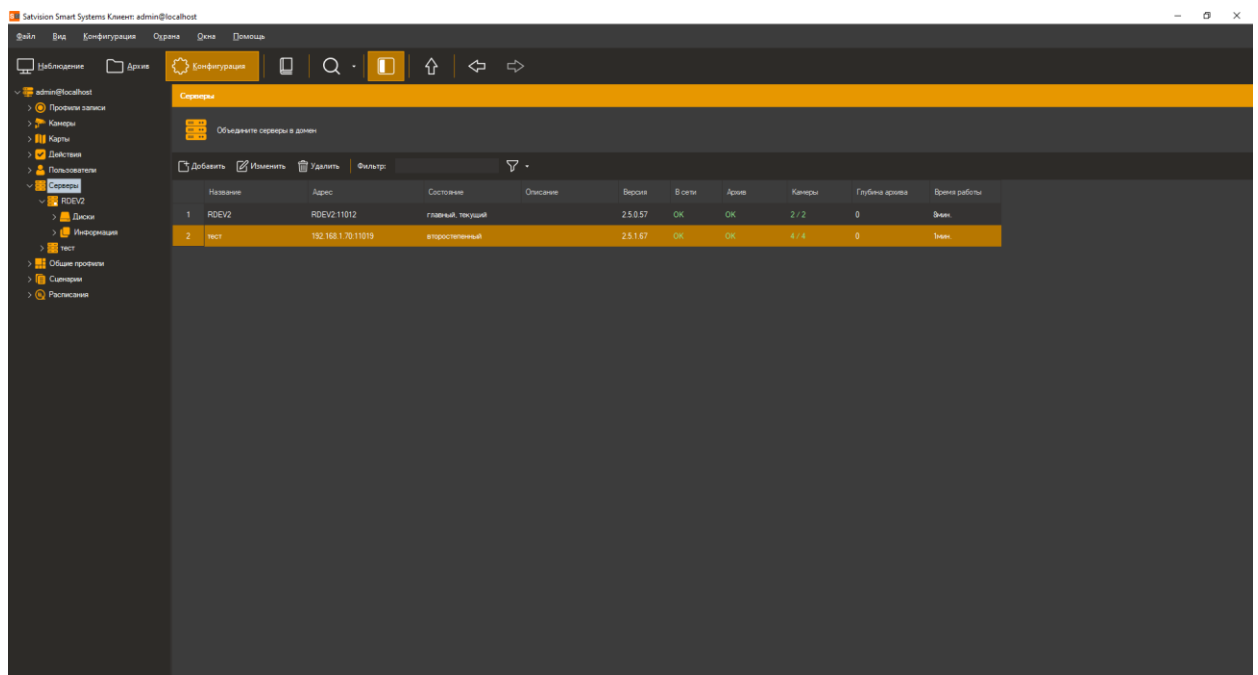 Satvision Smart Systems Клиент: admin@localhost
Файл Вид Конфигурация Охрана Окна Помощь
Наблюдение Архив Конфигурация
admin@localhost
Профили записи
Камеры
Карты
Действия
Пользователи
Серверы
RDEV2
Диски
Информация
тест
Общие профили
Сценарии
Расписания
Серверы
Объедините серверы в домен
Добавить Изменить Удалить Фильтр:
Название Адрес Состояние Описание Версия В сети Архив Камеры Глубина архива Время работы
1 RDEV2 RDEV2:11012 главный, текущий 2.5.0.57 OK OK 2 / 2 0 8мин.
2 тест 192.168.1.70:11019 второстепенный 2.5.1.67 OK OK 4 / 4 0 1мин.